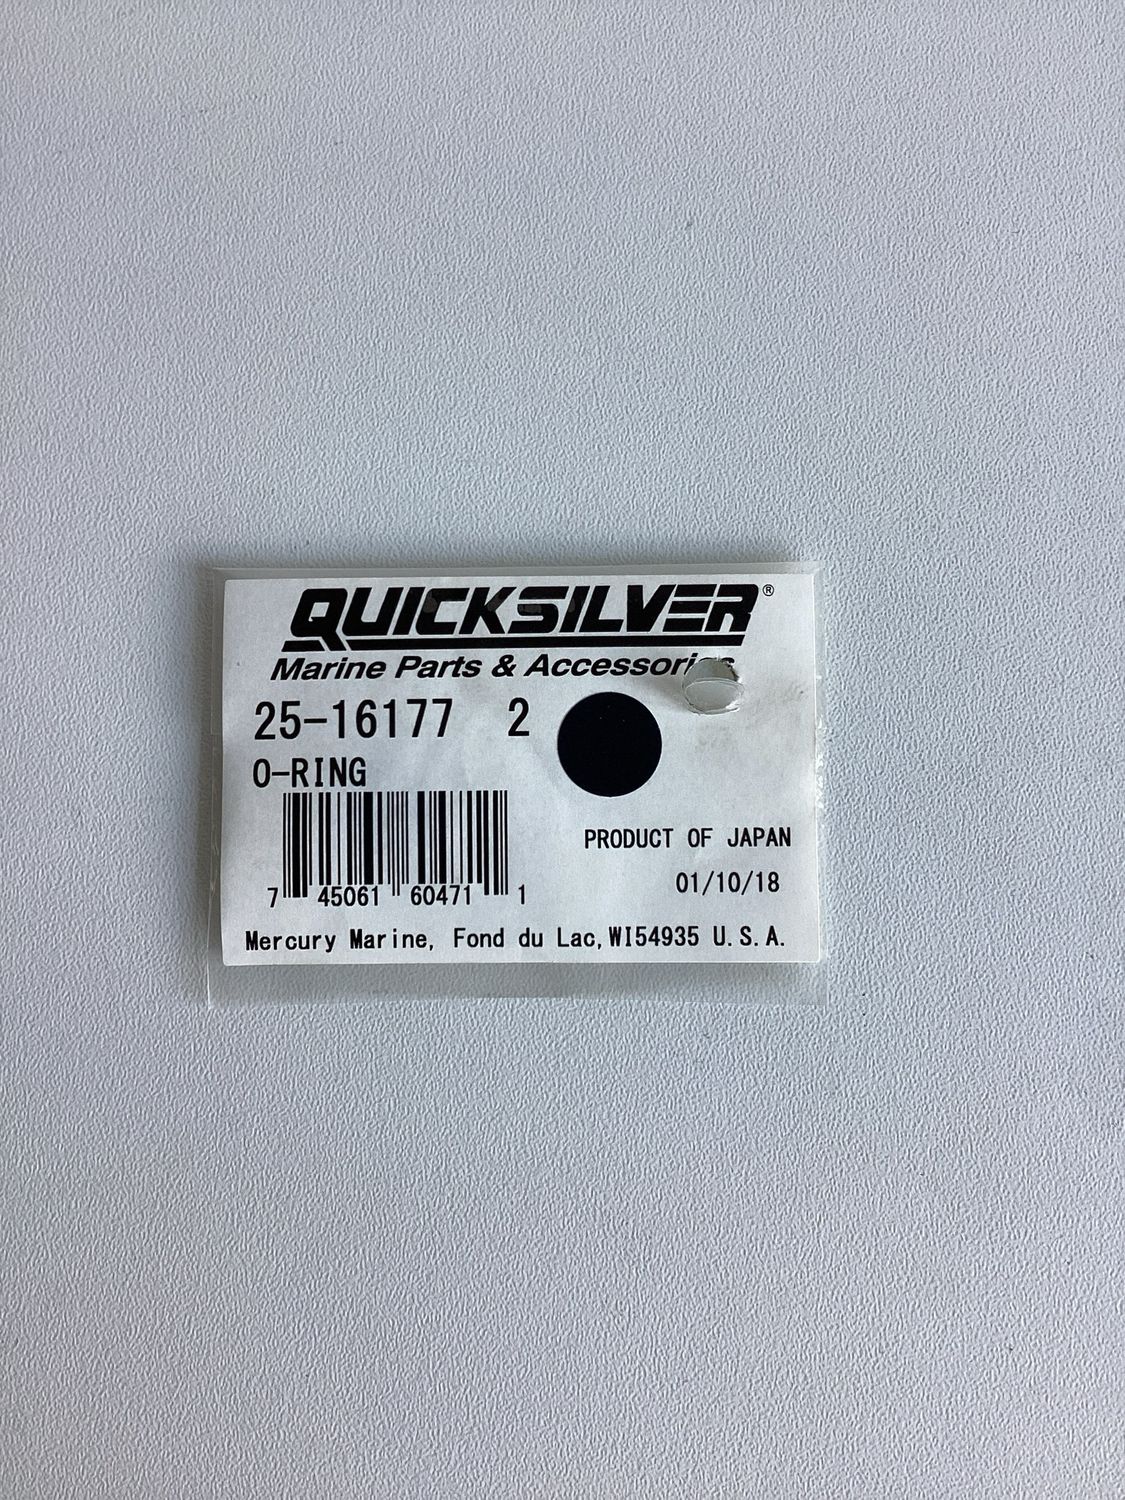 QUICKSILVER®
Marine Parts & Accessories
25-16177 2
O-RING
PRODUCT OF JAPAN
01/10/18
7 45061 60471 1
Mercury Marine, Fond du Lac, WI54935 U.S.A.